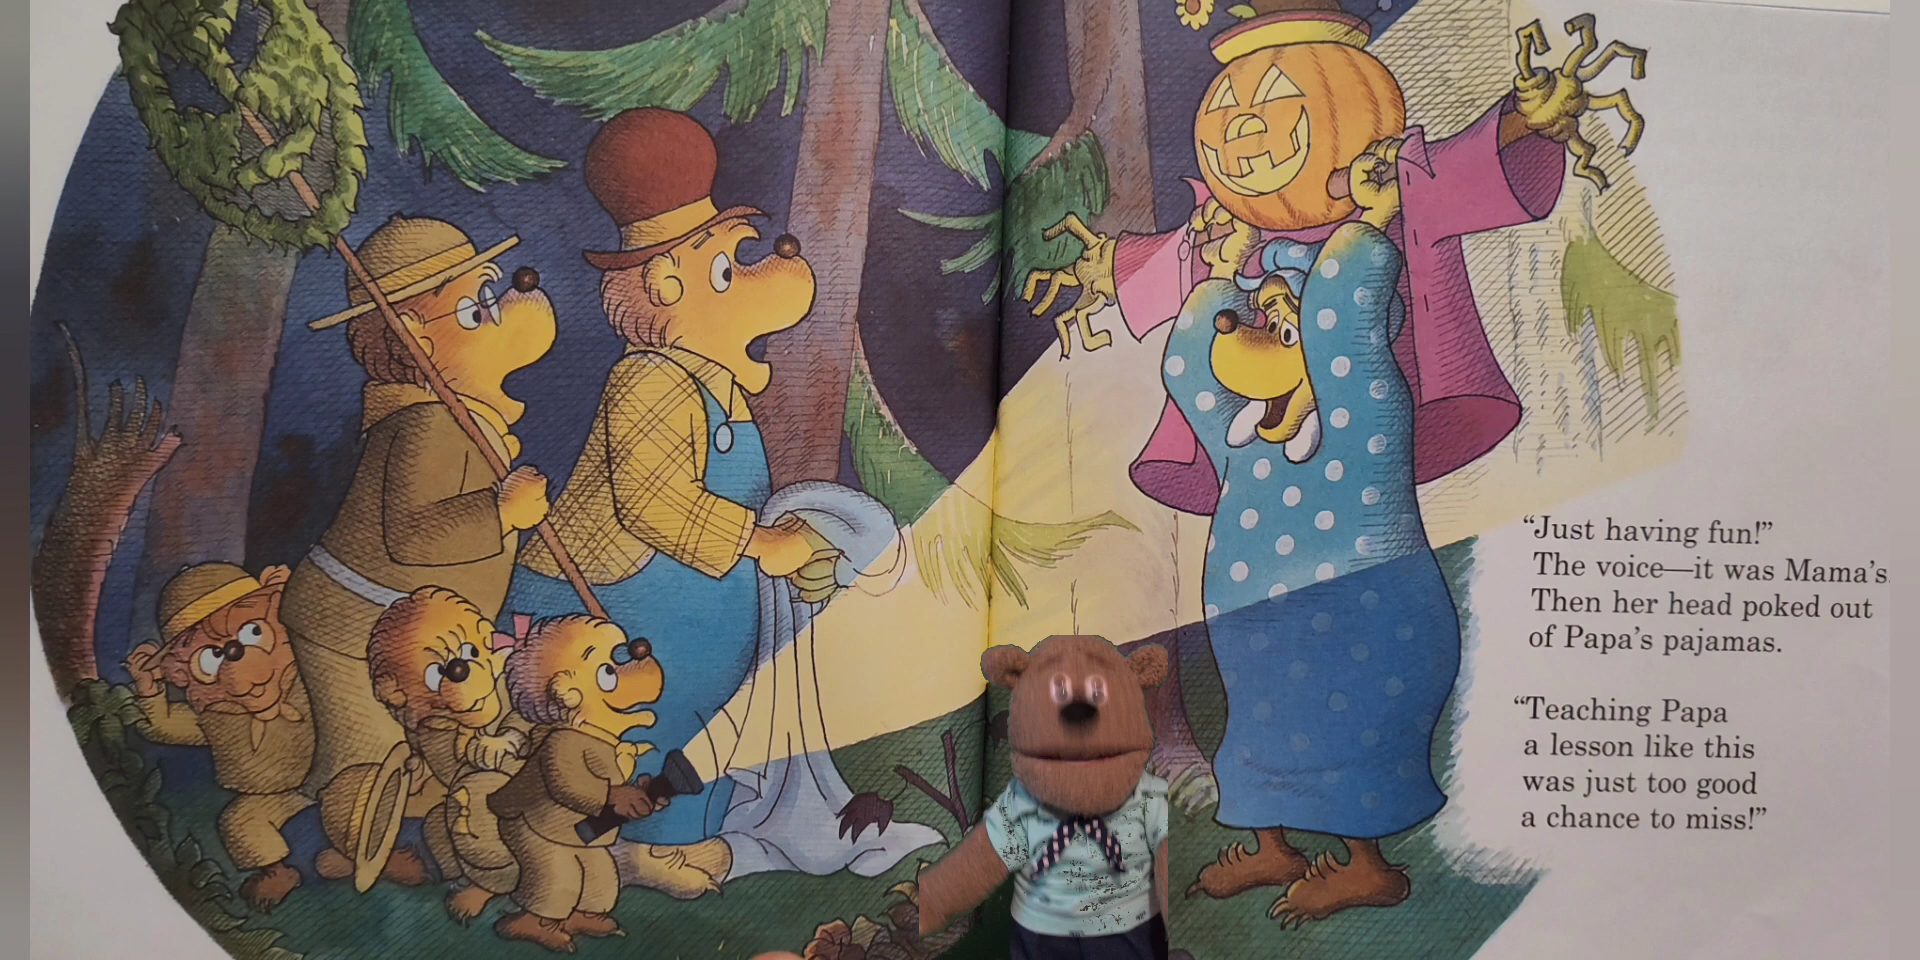 “Just having fun!”
The voice—it was Mama’s.
Then her head poked out
of Papa’s pajamas.
“Teaching Papa
a lesson like this
was just too good
a chance to miss!”